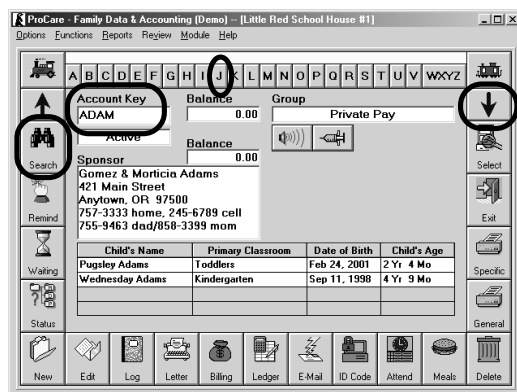 ProCare - Family Data & Accounting (Demo) -- [Little Red School House #1]
Options Functions Reports Review Module Help
A B C D E F G H I J K L M N O P Q R S T U V WXYZ
Account Key Balance Group
ADAM 0.00 Private Pay
Active Balance
Sponsor 0.00
Gomez & Morticia Adams
421 Main Street
Anytown, OR 97500
757-3333 home, 245-6789 cell
755-9463 dad/858-3399 mom
Search
Remind
Waiting
Status
Select
Exit
Specific
General
Child's Name Primary Classroom Date of Birth Child's Age
Pugsley Adams Toddlers Feb 24, 2001 2 Yr 4 Mo
Wednesday Adams Kindergarten Sep 11, 1998 4 Yr 9 Mo
New Edit Log Letter Billing Ledger E-Mail ID Code Attend Meals Delete